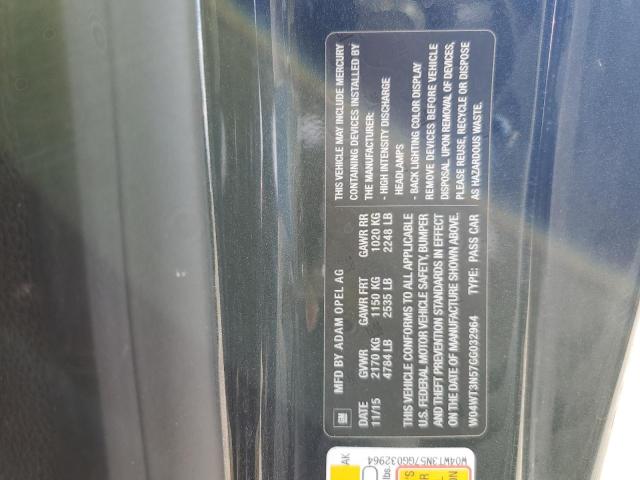 GM
MFD BY ADAM OPEL AG
DATE GVWR GAWR FRT GAWR RR
11/15 2170 KG 1150 KG 1020 KG
4784 LB 2535 LB 2248 LB
THIS VEHICLE CONFORMS TO ALL APPLICABLE
U.S. FEDERAL MOTOR VEHICLE SAFETY, BUMPER
AND THEFT PREVENTION STANDARDS IN EFFECT
ON THE DATE OF MANUFACTURE SHOWN ABOVE.
W04WT3N57GG032964 TYPE: PASS CAR
THIS VEHICLE MAY INCLUDE MERCURY
CONTAINING DEVICES INSTALLED BY
THE MANUFACTURER:
- HIGH INTENSITY DISCHARGE
HEADLAMPS
- BACK LIGHTING COLOR DISPLAY
REMOVE DEVICES BEFORE VEHICLE
DISPOSAL. UPON REMOVAL OF DEVICES,
PLEASE REUSE, RECYCLE OR DISPOSE
AS HAZARDOUS WASTE.
AK
W04WT3N57GG032964
lbs.